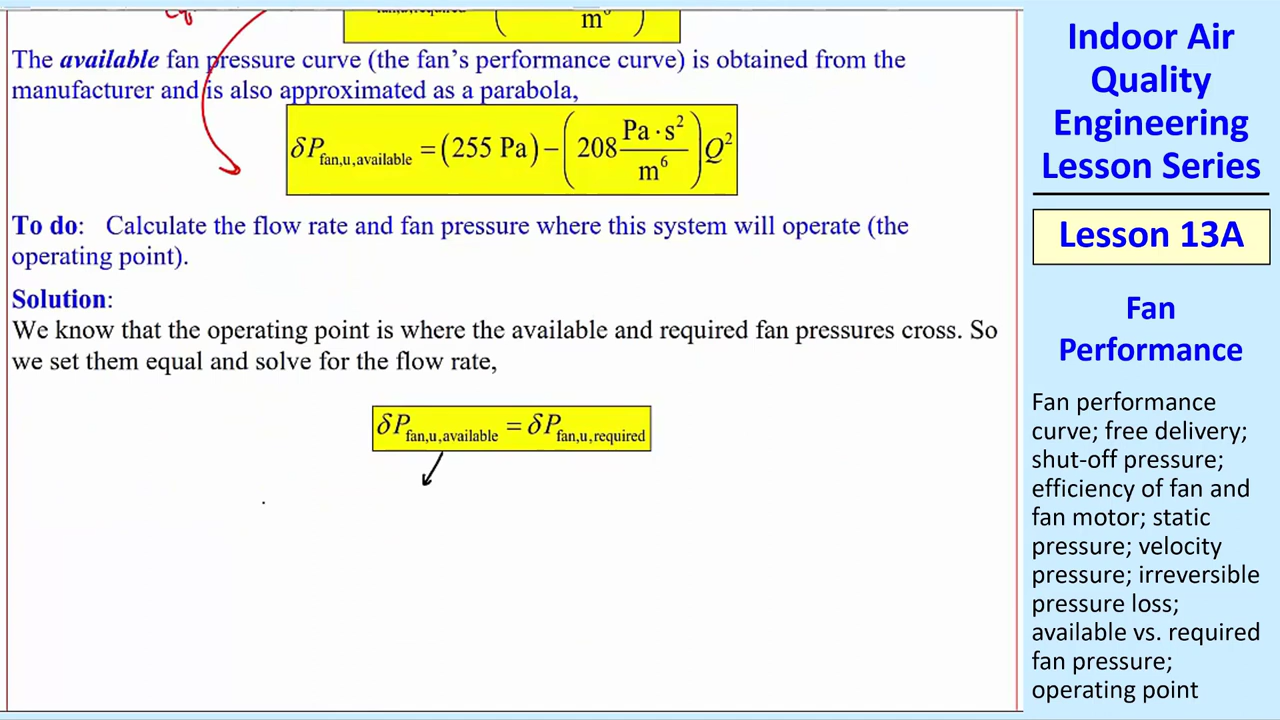 The available fan pressure curve (the fan's performance curve) is obtained from the
manufacturer and is also approximated as a parabola,
δP_fan,u,available = (255 Pa) − (208 Pa·s²/m⁶) Q²
To do: Calculate the flow rate and fan pressure where this system will operate (the
operating point).
Solution:
We know that the operating point is where the available and required fan pressures cross. So
we set them equal and solve for the flow rate,
δP_fan,u,available = δP_fan,u,required
Indoor Air
Quality
Engineering
Lesson Series
Lesson 13A
Fan
Performance
Fan performance
curve; free delivery;
shut-off pressure;
efficiency of fan and
fan motor; static
pressure; velocity
pressure; irreversible
pressure loss;
available vs. required
fan pressure;
operating point